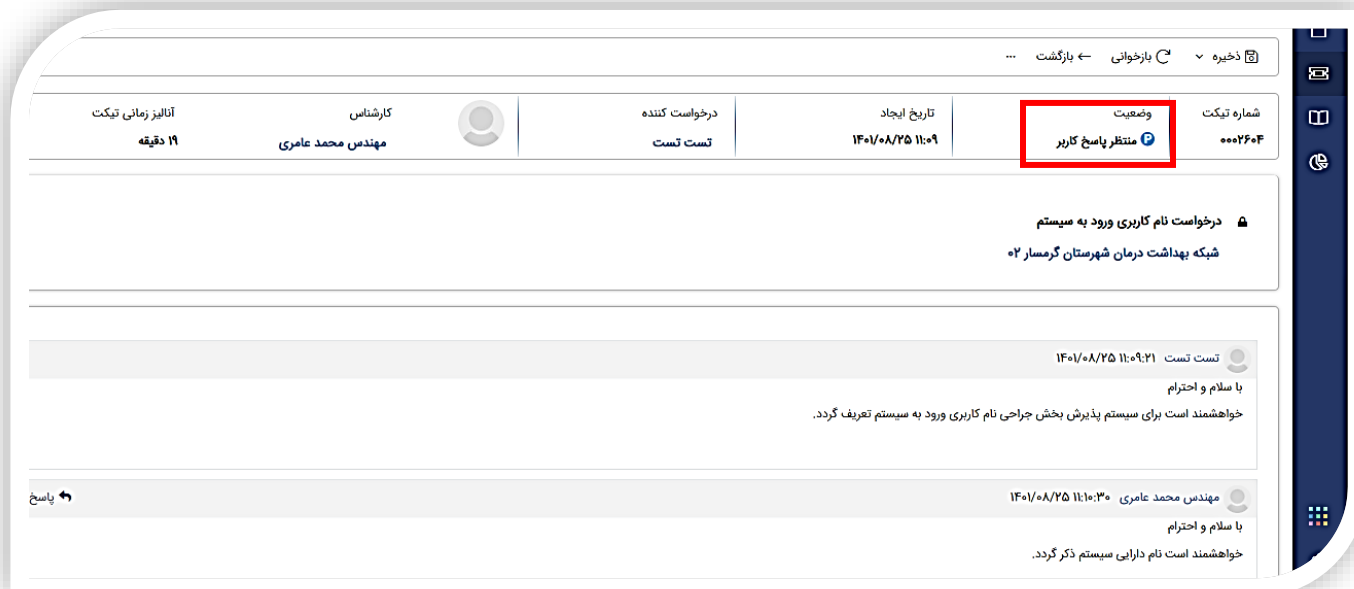 ذخیره بازخوانی بازگشت ...
شماره تیکت وضعیت تاریخ ایجاد درخواست کننده کارشناس آنالیز زمانی تیکت
۰۰۰۲۶۰۴ منتظر پاسخ کاربر ۱۴۰۱/۰۸/۲۵ ۱۱:۰۹ تست تست مهندس محمد عامری ۱۹ دقیقه
درخواست نام کاربری ورود به سیستم
شبکه بهداشت درمان شهرستان گرمسار ۰۲
تست تست ۱۴۰۱/۰۸/۲۵ ۱۱:۰۹:۲۱
با سلام و احترام
خواهشمند است برای سیستم پذیرش بخش جراحی نام کاربری ورود به سیستم تعریف گردد.
مهندس محمد عامری ۱۴۰۱/۰۸/۲۵ ۱۱:۱۰:۳۰ پاسخ
با سلام و احترام
خواهشمند است نام دارایی سیستم ذکر گردد.